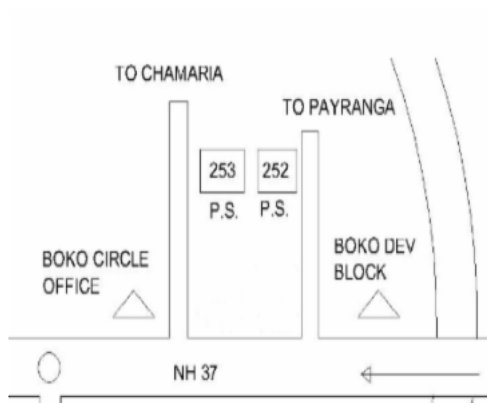 TO CHAMARIA
TO PAYRANGA
253
252
P.S.
P.S.
BOKO CIRCLE
OFFICE
BOKO DEV
BLOCK
NH 37